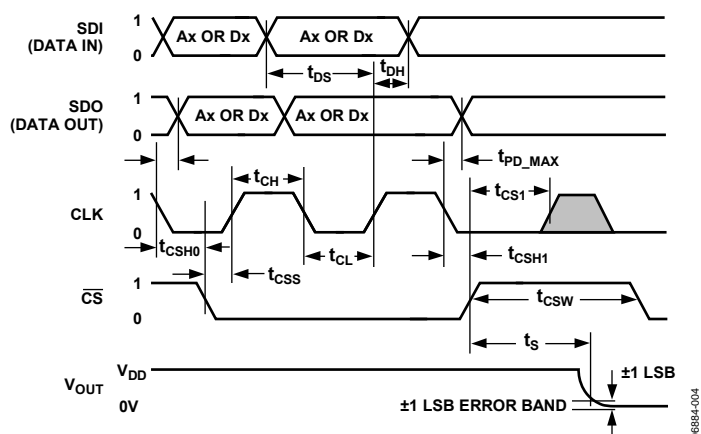 SDI
(DATA IN)
1
0
Ax OR Dx
Ax OR Dx
tDS
tDH
SDO
(DATA OUT)
1
0
Ax OR Dx
Ax OR Dx
tPD_MAX
tCH
tCS1
CLK
1
0
tCSH0
tCL
tCSH1
tCSS
CS
1
0
tCSW
tS
VOUT
VDD
0V
±1 LSB
±1 LSB ERROR BAND
06884-004